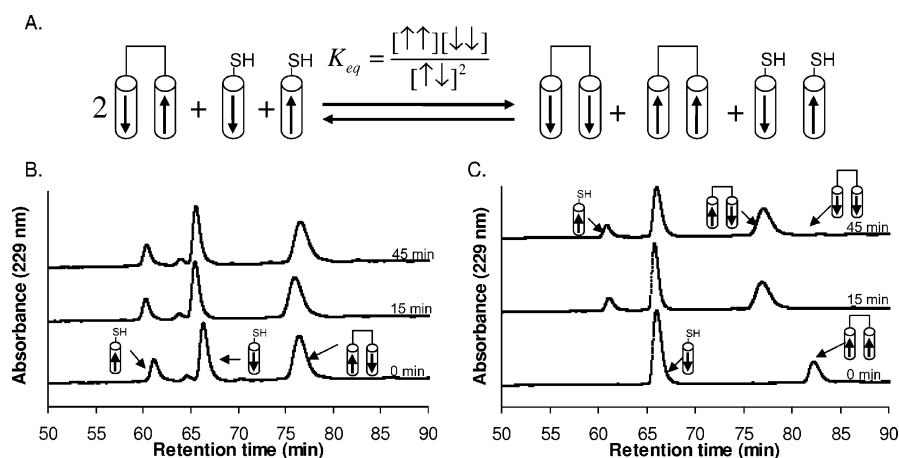 A.
K_eq = [↑↑][↓↓] / [↑↓]²
2 + SH + SH + + SH SH
B.
Absorbance (229 nm)
45 min
15 min
SH
SH
0 min
50 55 60 65 70 75 80 85 90
Retention time (min)
C.
Absorbance (229 nm)
SH
45 min
15 min
SH
0 min
50 55 60 65 70 75 80 85 90
Retention time (min)